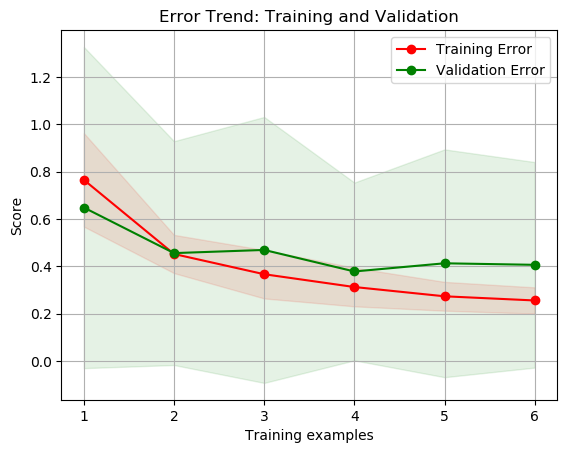 Error Trend: Training and Validation
Training Error
Validation Error
Score
1.2
1.0
0.8
0.6
0.4
0.2
0.0
1 2 3 4 5 6
Training examples